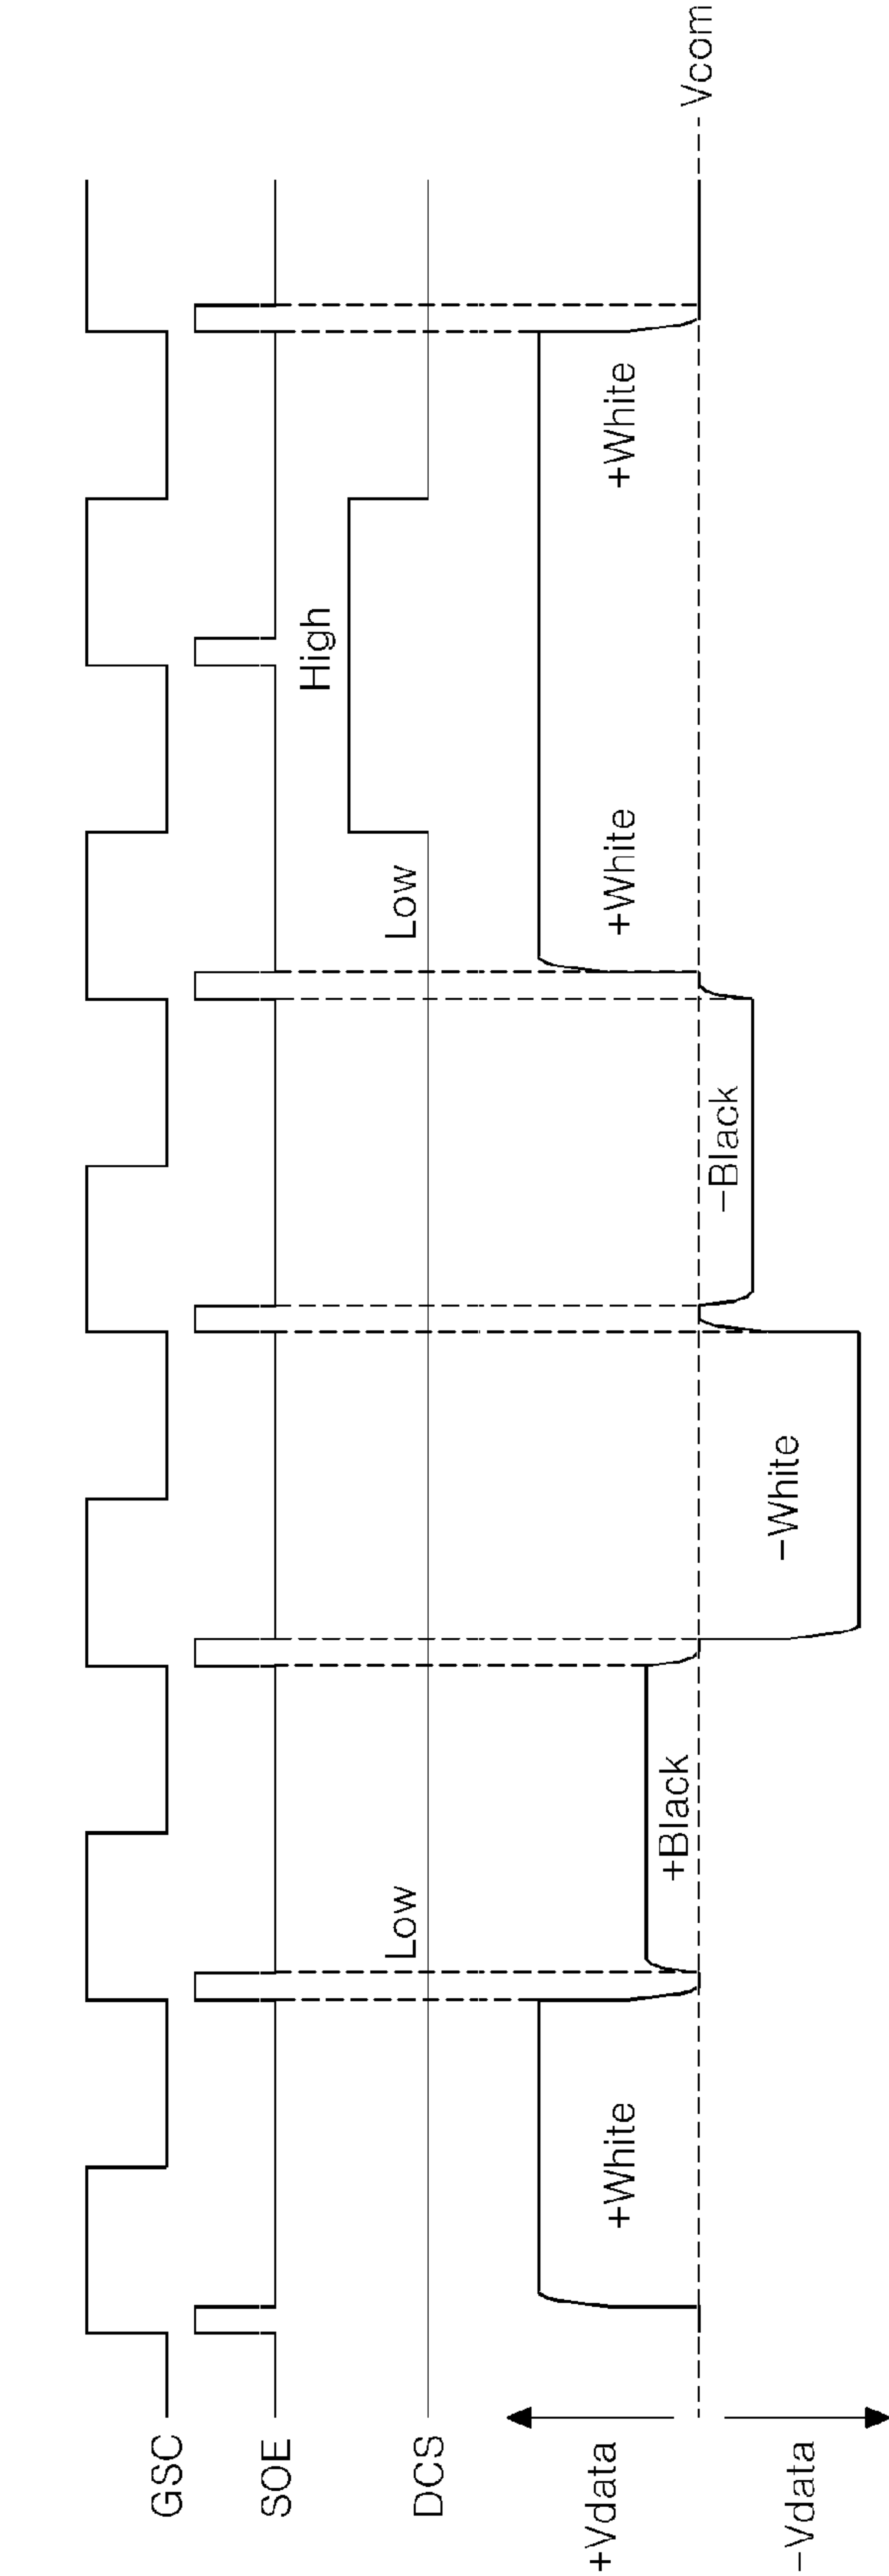 GSC
SOE
High
Low
Low
DCS
+Vdata
+White
+White
+White
+Black
-Black
-White
-Vdata
Vcom